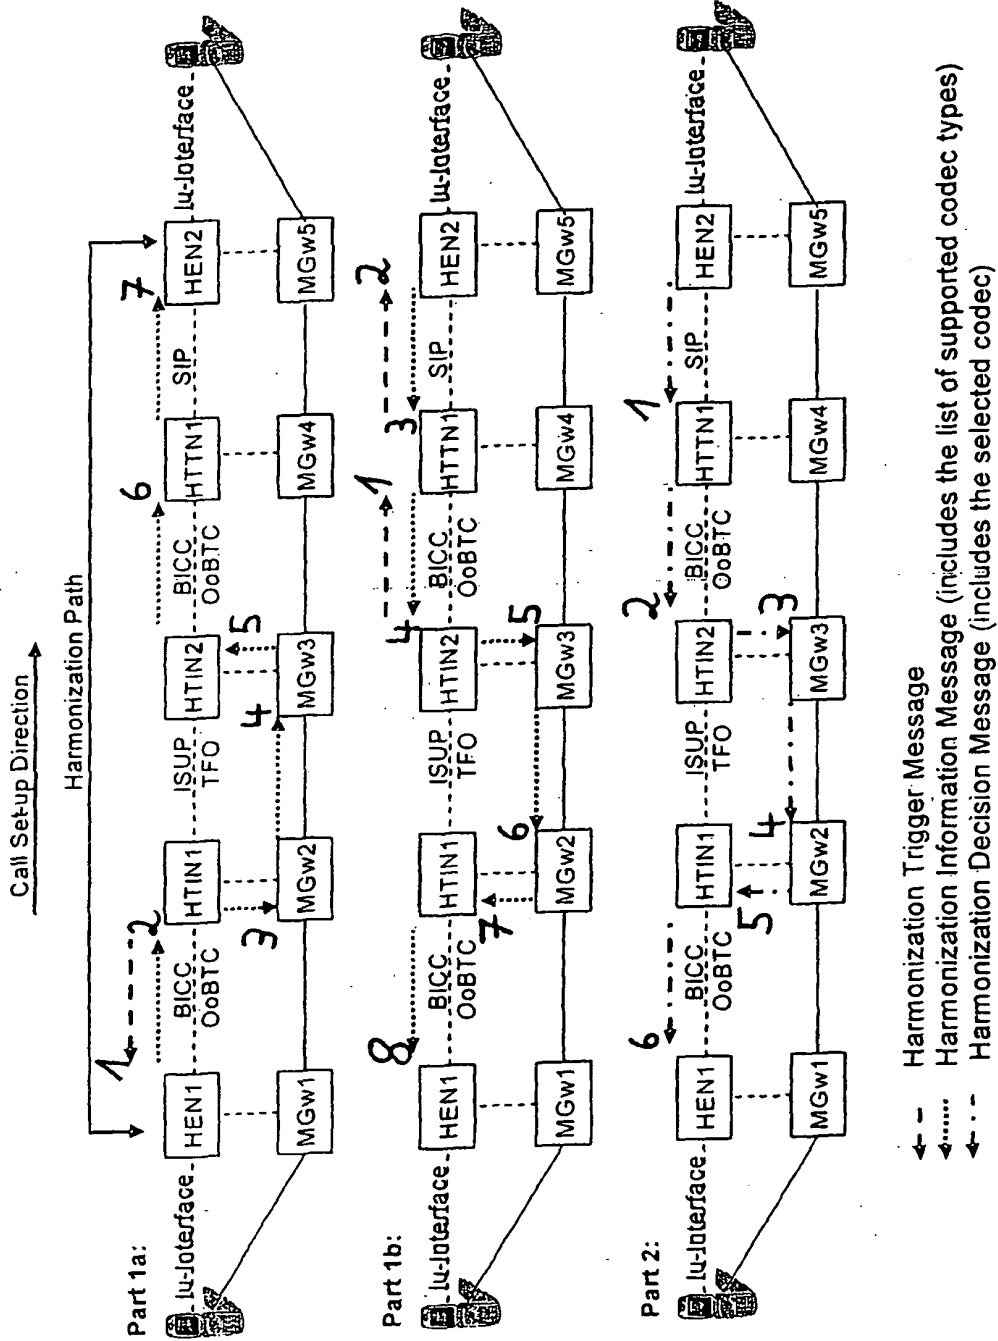 Call Set-up Direction
Harmonization Path
Part 1a:
1
2
6
7
Iu-Interface
HEN1
BICC
OoBTC
HTIN1
ISUP
TFO
HTIN2
BICC
OoBTC
HTTN1
SIP
HEN2
Iu-Interface
3
4
5
MGw1
MGw2
MGw3
MGw4
MGw5
Part 1b:
8
4
1
3
2
Iu-Interface
HEN1
BICC
OoBTC
HTIN1
ISUP
TFO
HTIN2
BICC
OoBTC
HTTN1
SIP
HEN2
Iu-Interface
7
6
5
MGw1
MGw2
MGw3
MGw4
MGw5
Part 2:
6
2
1
Iu-Interface
HEN1
BICC
OoBTC
HTIN1
ISUP
TFO
HTIN2
BICC
OoBTC
HTTN1
SIP
HEN2
Iu-Interface
5
4
3
MGw1
MGw2
MGw3
MGw4
MGw5
Harmonization Trigger Message
Harmonization Information Message (includes the list of supported codec types)
Harmonization Decision Message (includes the selected codec)